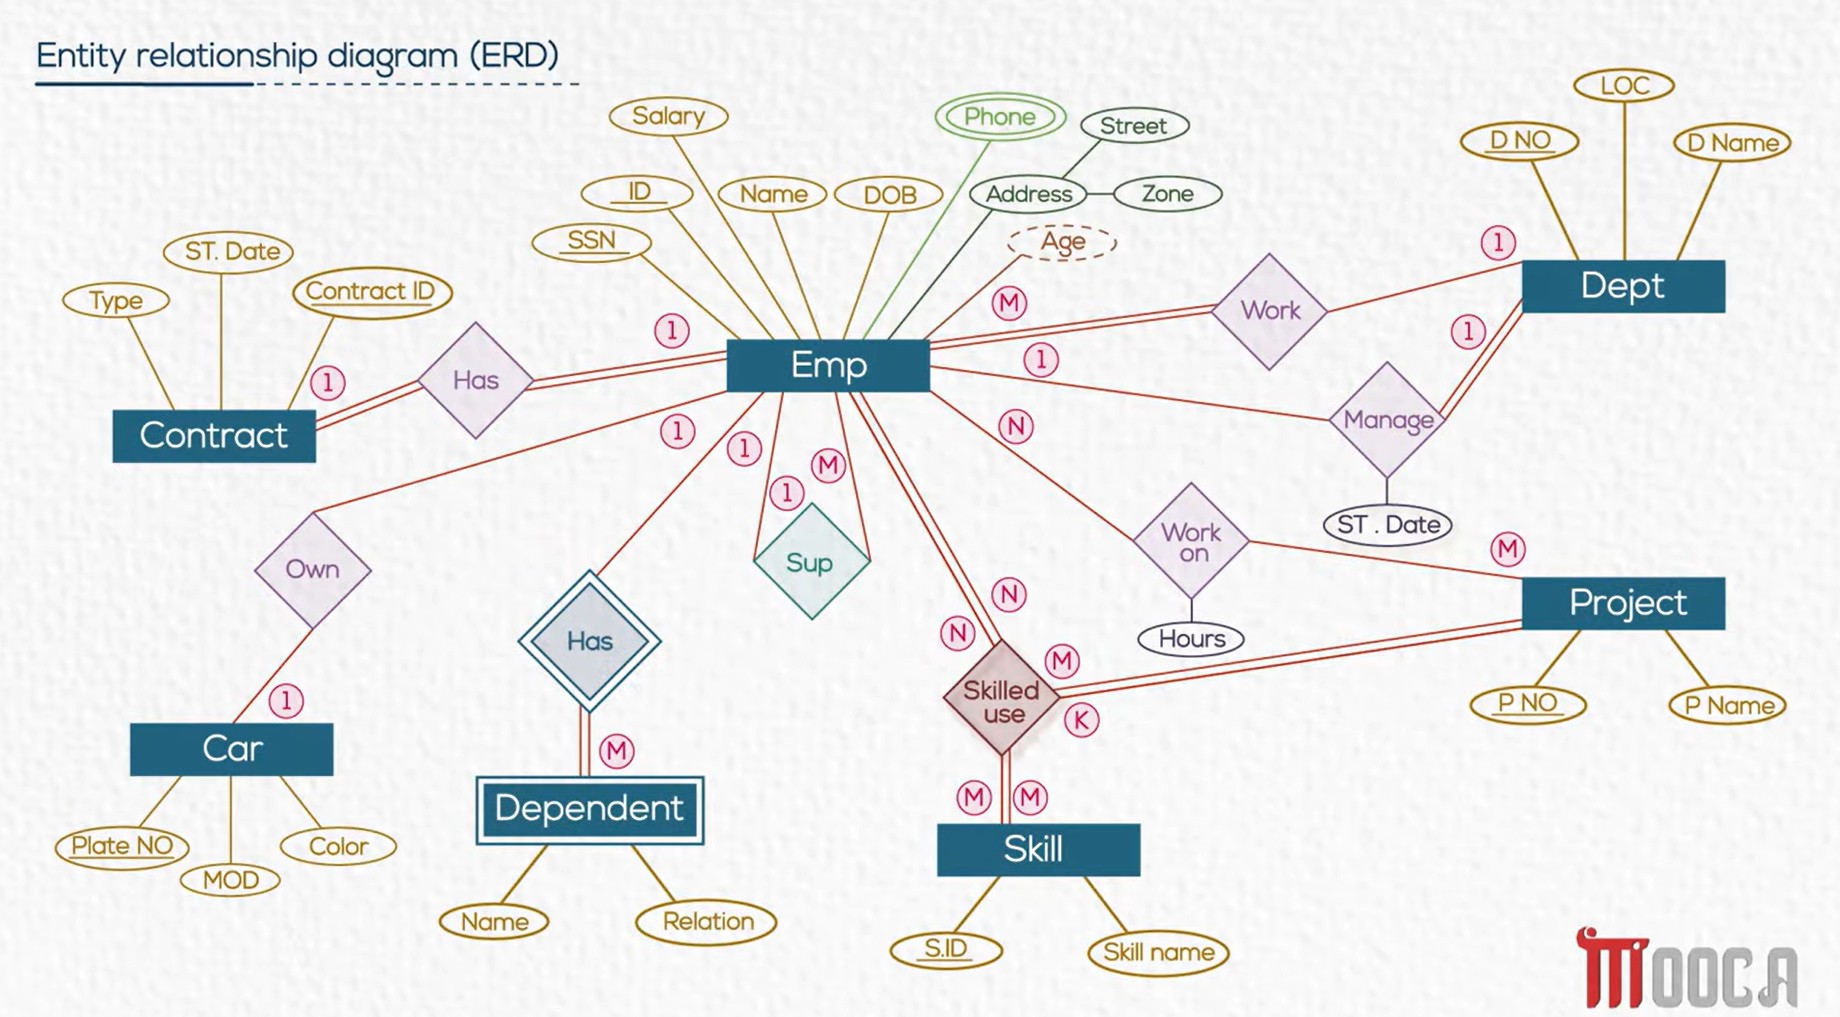 Entity relationship diagram (ERD)
LOC
Salary
Phone
Street
D NO
D Name
ID
Name
DOB
Address
Zone
SSN
Age
ST. Date
Type
Contract ID
1
Dept
M
Work
1
1
Emp
1
Has
1
Contract
Manage
1
1
M
N
1
ST . Date
Own
Sup
Work
on
M
Has
N
N
Hours
Project
M
Skilled
use
K
1
P NO
P Name
Car
M
Dependent
M
M
Plate NO
MOD
Color
Skill
Name
Relation
S.ID
Skill name
MOOCA